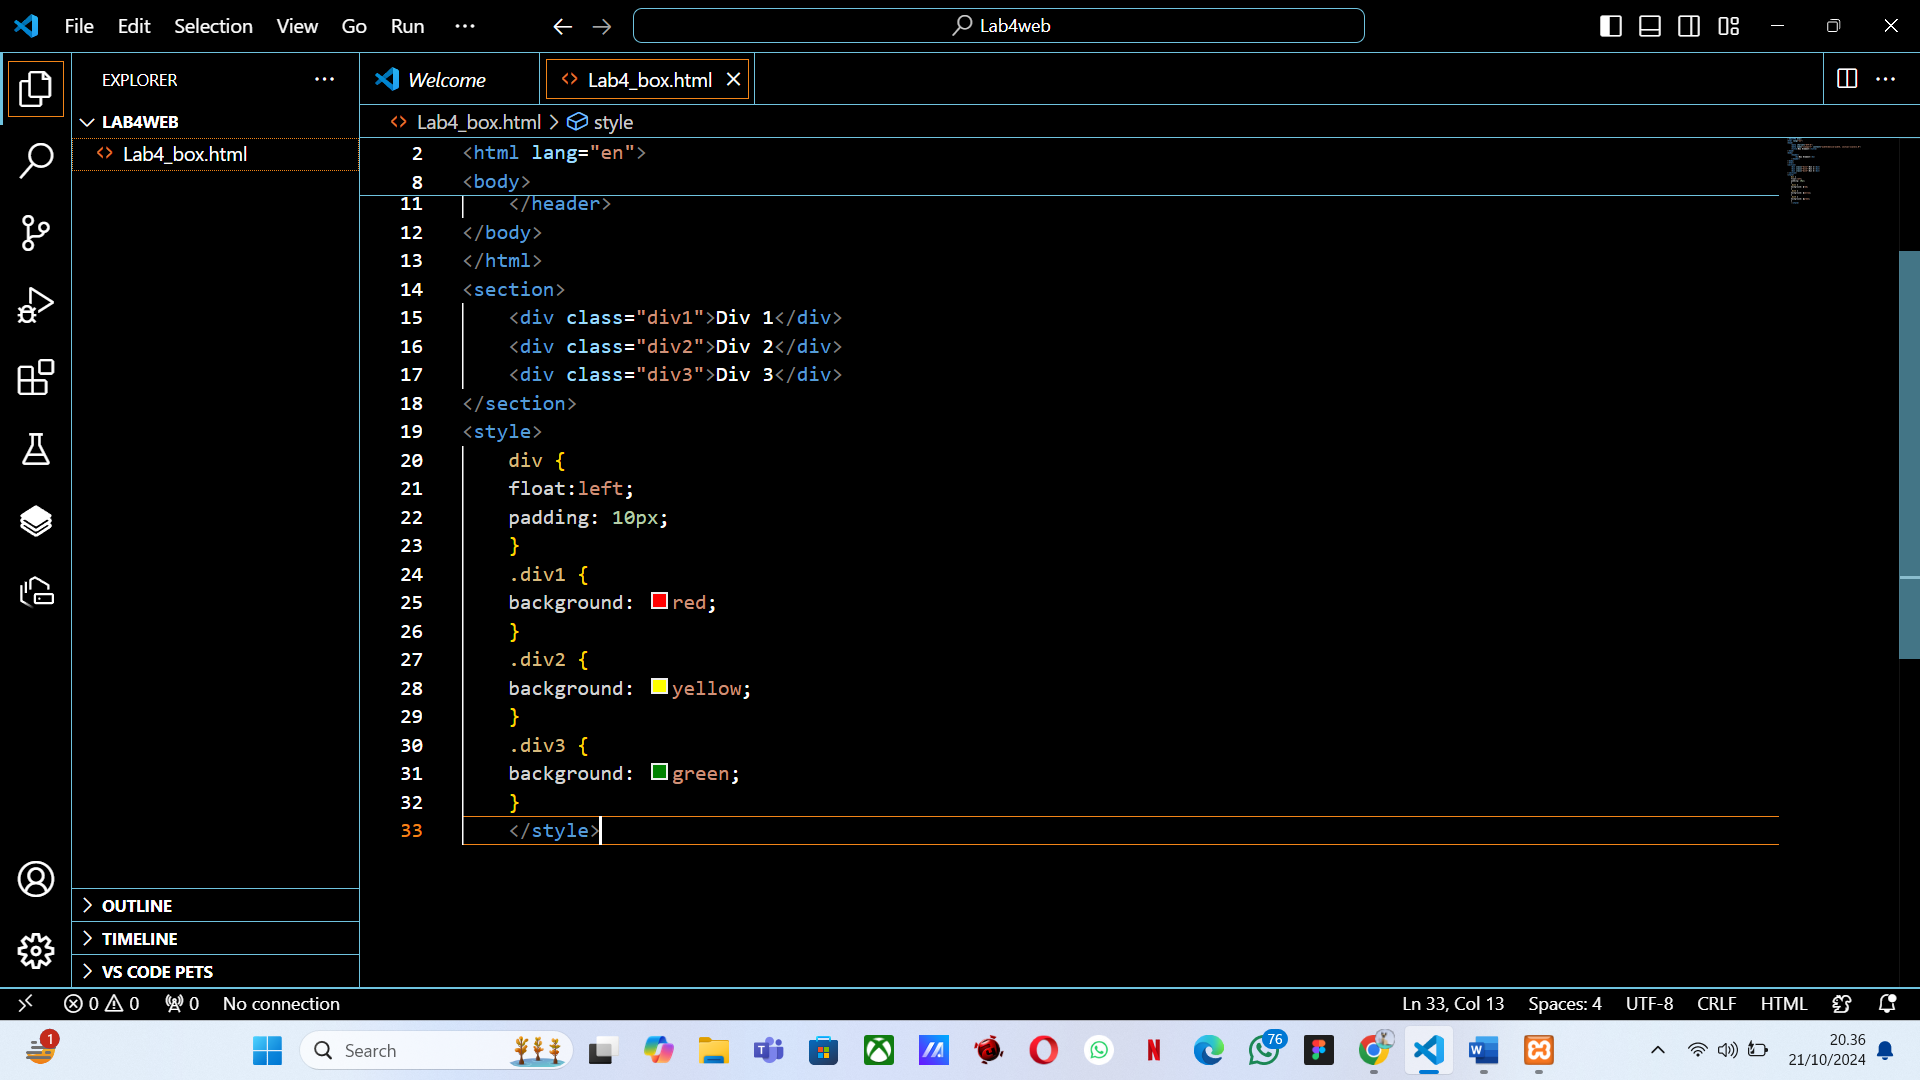 File Edit Selection View Go Run ··· Lab4web
EXPLORER ···
LAB4WEB
Lab4_box.html
OUTLINE
TIMELINE
VS CODE PETS
Welcome Lab4_box.html
Lab4_box.html > style
2 <html lang="en">
8 <body>
11 </header>
12 </body>
13 </html>
14 <section>
15 <div class="div1">Div 1</div>
16 <div class="div2">Div 2</div>
17 <div class="div3">Div 3</div>
18 </section>
19 <style>
20 div {
21 float:left;
22 padding: 10px;
23 }
24 .div1 {
25 background: red;
26 }
27 .div2 {
28 background: yellow;
29 }
30 .div3 {
31 background: green;
32 }
33 </style>
0 0 0 No connection Ln 33, Col 13 Spaces: 4 UTF-8 CRLF HTML
1 Search 76 20.36
21/10/2024